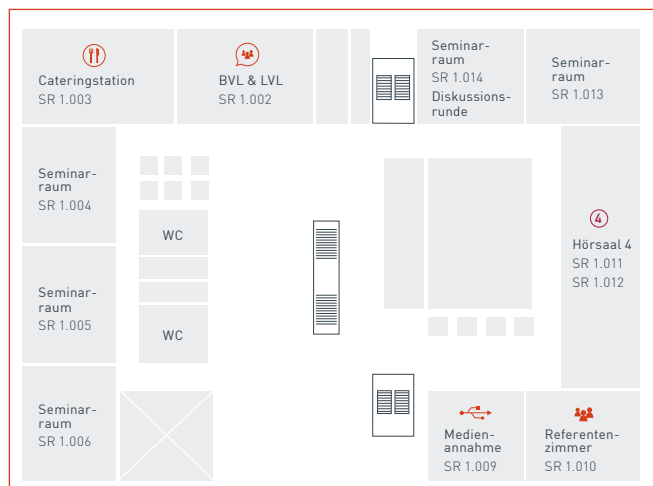 Cateringstation
SR 1.003
BVL & LVL
SR 1.002
Seminar-
raum
SR 1.014
Diskussions-
runde
Seminar-
raum
SR 1.013
Seminar-
raum
SR 1.004
WC
4
Hörsaal 4
SR 1.011
SR 1.012
Seminar-
raum
SR 1.005
WC
Seminar-
raum
SR 1.006
Medien-
annahme
SR 1.009
Referenten-
zimmer
SR 1.010